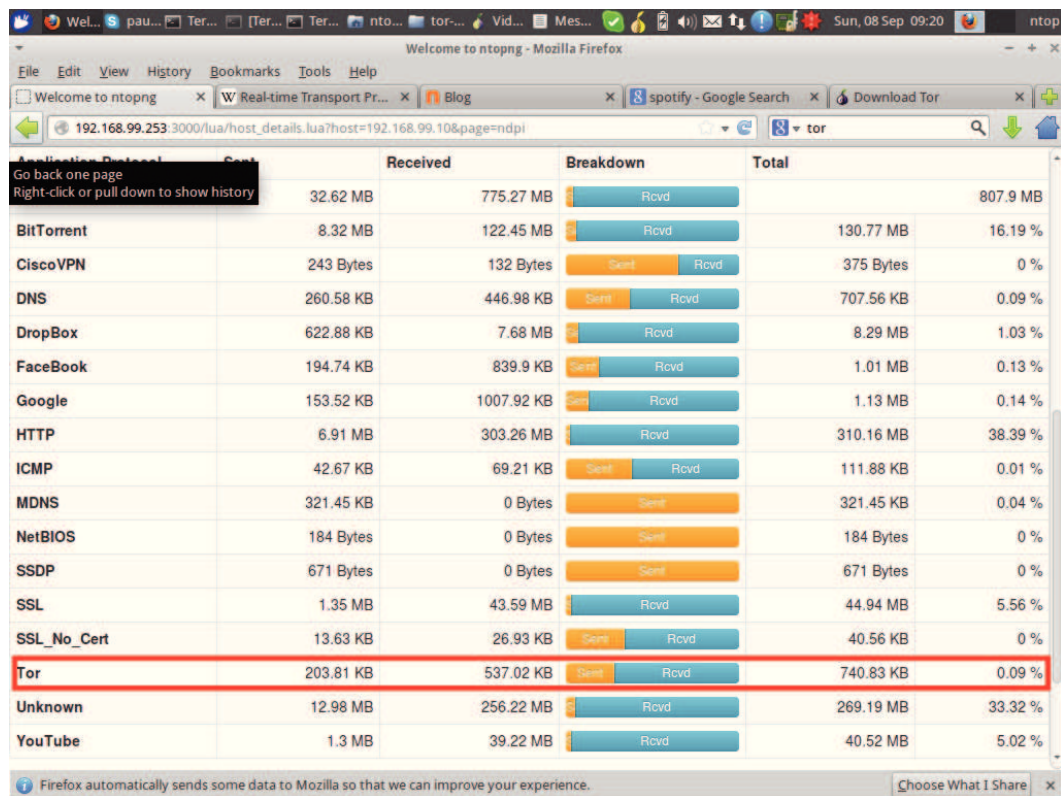 Wel... pau... Ter... [Ter... Ter... nto... tor-... Vid... Mes... Sun, 08 Sep 09:20 ntop
Welcome to ntopng - Mozilla Firefox
File Edit View History Bookmarks Tools Help
Welcome to ntopng W Real-time Transport Pr... Blog spotify - Google Search Download Tor
192.168.99.253:3000/lua/host_details.lua?host=192.168.99.10&page=ndpi tor
Received Breakdown Total
Go back one page
Right-click or pull down to show history
32.62 MB 775.27 MB Rcvd 807.9 MB
BitTorrent 8.32 MB 122.45 MB Rcvd 130.77 MB 16.19 %
CiscoVPN 243 Bytes 132 Bytes Sent Rcvd 375 Bytes 0 %
DNS 260.58 KB 446.98 KB Sent Rcvd 707.56 KB 0.09 %
DropBox 622.88 KB 7.68 MB Rcvd 8.29 MB 1.03 %
FaceBook 194.74 KB 839.9 KB Sent Rcvd 1.01 MB 0.13 %
Google 153.52 KB 1007.92 KB Sen Rcvd 1.13 MB 0.14 %
HTTP 6.91 MB 303.26 MB Rcvd 310.16 MB 38.39 %
ICMP 42.67 KB 69.21 KB Sent Rcvd 111.88 KB 0.01 %
MDNS 321.45 KB 0 Bytes Sent 321.45 KB 0.04 %
NetBIOS 184 Bytes 0 Bytes Sent 184 Bytes 0 %
SSDP 671 Bytes 0 Bytes Sent 671 Bytes 0 %
SSL 1.35 MB 43.59 MB Rcvd 44.94 MB 5.56 %
SSL_No_Cert 13.63 KB 26.93 KB Sent Rcvd 40.56 KB 0 %
Tor 203.81 KB 537.02 KB Sent Rcvd 740.83 KB 0.09 %
Unknown 12.98 MB 256.22 MB Rcvd 269.19 MB 33.32 %
YouTube 1.3 MB 39.22 MB Rcvd 40.52 MB 5.02 %
Firefox automatically sends some data to Mozilla so that we can improve your experience. Choose What I Share